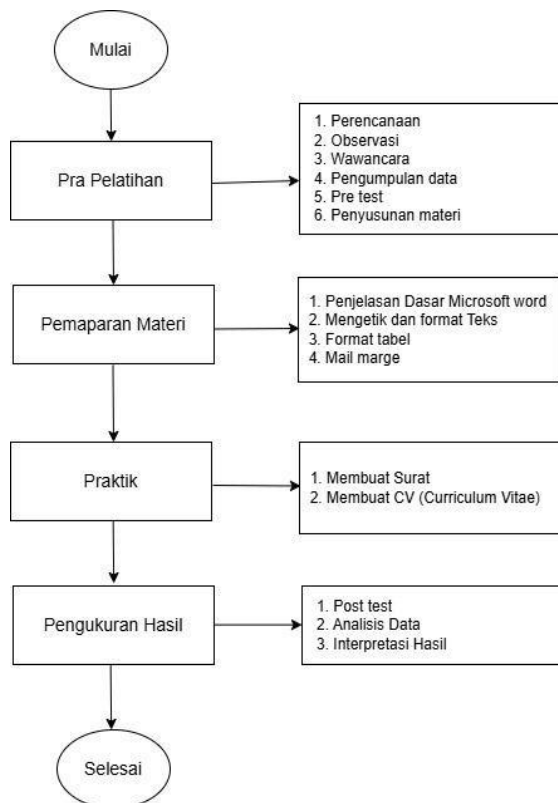 Mulai
Pra Pelatihan
1. Perencanaan
2. Observasi
3. Wawancara
4. Pengumpulan data
5. Pre test
6. Penyusunan materi
Pemaparan Materi
1. Penjelasan Dasar Microsoft word
2. Mengetik dan format Teks
3. Format tabel
4. Mail marge
Praktik
1. Membuat Surat
2. Membuat CV (Curriculum Vitae)
Pengukuran Hasil
1. Post test
2. Analisis Data
3. Interpretasi Hasil
Selesai